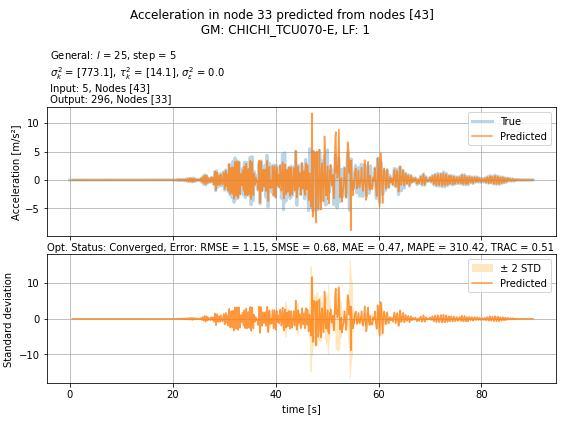 Acceleration in node 33 predicted from nodes [43]
GM: CHICHI_TCU070-E, LF: 1
General: l = 25, step = 5
σ²ₖ = [773.1], τ²ₖ = [14.1], σ²ε = 0.0
Input: 5, Nodes [43]
Output: 296, Nodes [33]
Acceleration [m/s²]
10
5
0
−5
True
Predicted
Opt. Status: Converged, Error: RMSE = 1.15, SMSE = 0.68, MAE = 0.47, MAPE = 310.42, TRAC = 0.51
Standard deviation
10
0
−10
± 2 STD
Predicted
0 20 40 60 80
time [s]